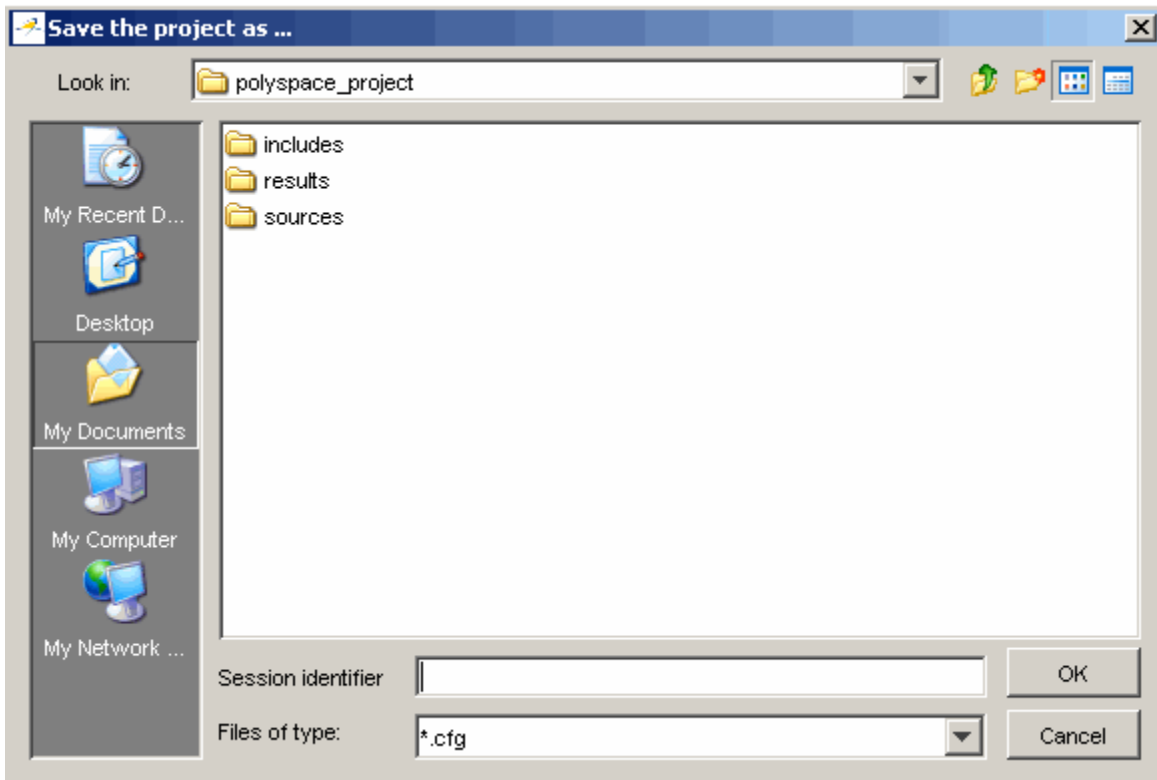 Save the project as ...
Look in:
polyspace_project
includes
results
sources
My Recent D...
Desktop
My Documents
My Computer
My Network ...
Session identifier
OK
Files of type:
*.cfg
Cancel